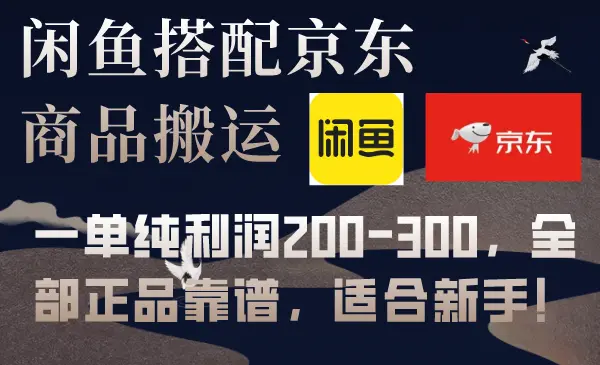 闲鱼搭配京东
商品搬运
闲鱼
京东
一单纯利润200-300，全
部正品靠谱，适合新手！